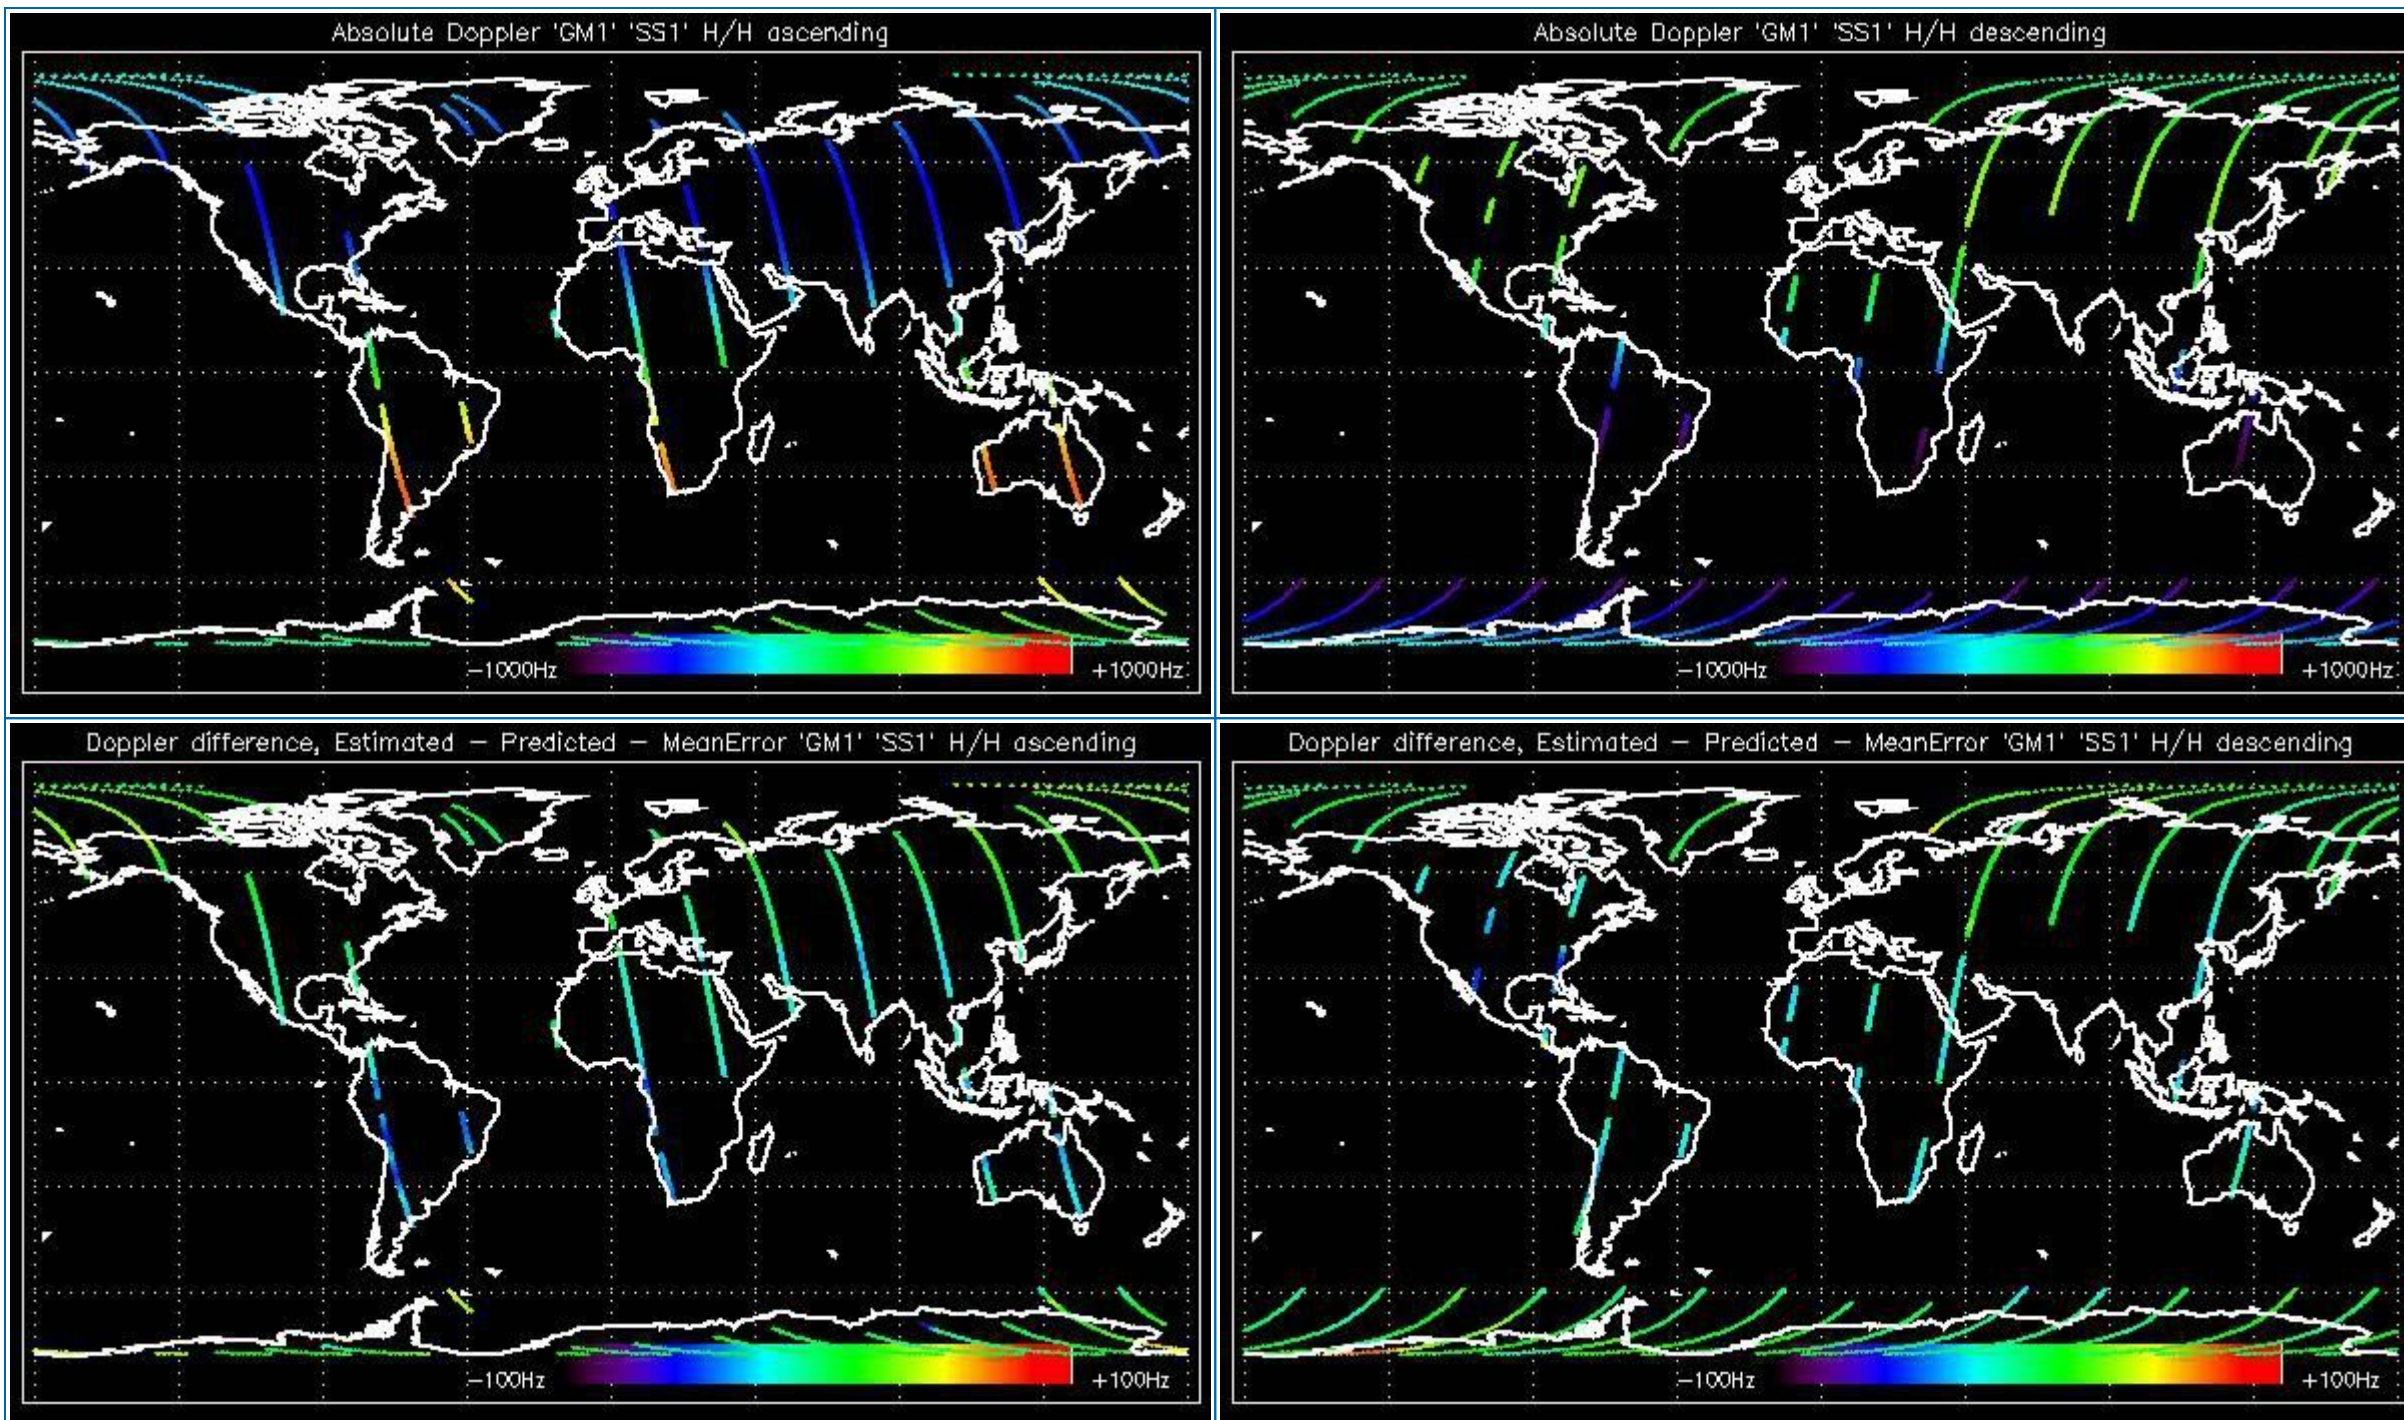 Absolute Doppler 'GM1' 'SS1' H/H ascending
-1000Hz
+1000Hz
Absolute Doppler 'GM1' 'SS1' H/H descending
-1000Hz
+1000Hz
Doppler difference, Estimated - Predicted - MeanError 'GM1' 'SS1' H/H ascending
-100Hz
+100Hz
Doppler difference, Estimated - Predicted - MeanError 'GM1' 'SS1' H/H descending
-100Hz
+100Hz